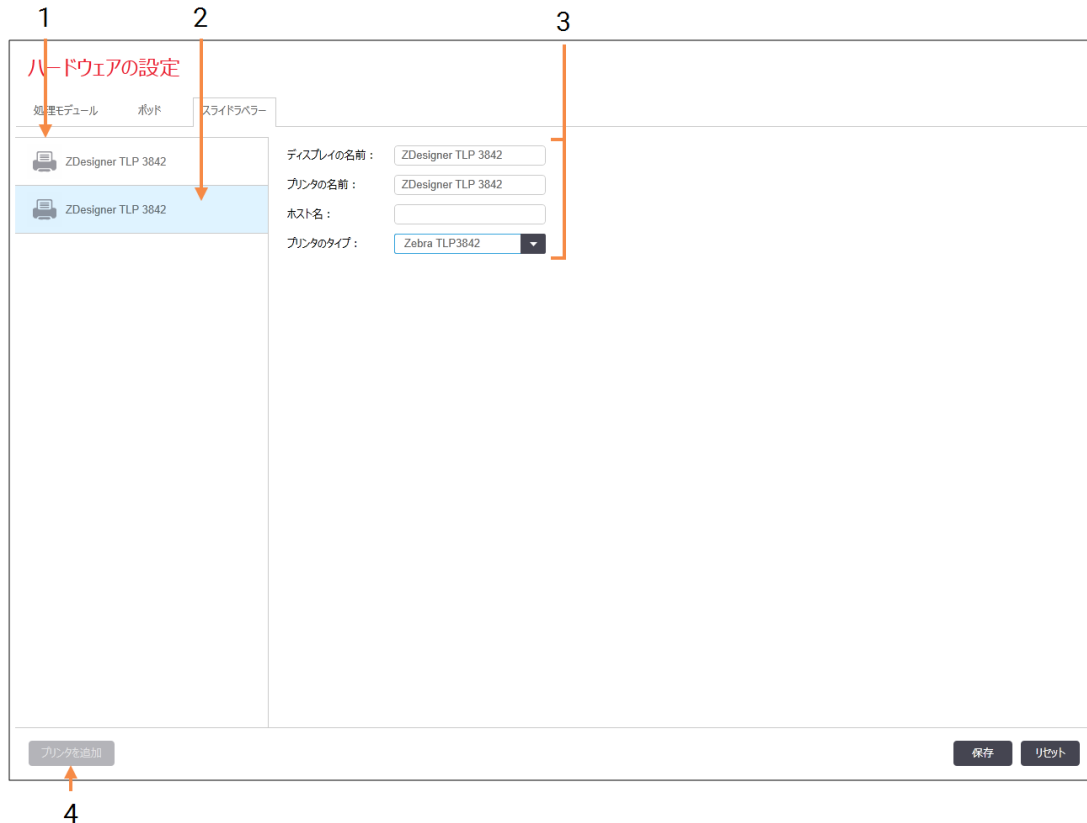 1 2 3
ハードウェアの設定
処理モジュール ポッド スライドラベラー
ZDesigner TLP 3842
ZDesigner TLP 3842
ディスプレイの名前： ZDesigner TLP 3842
プリンタの名前： ZDesigner TLP 3842
ホスト名：
プリンタのタイプ： Zebra TLP3842
プリンタを追加 保存 リセット
4